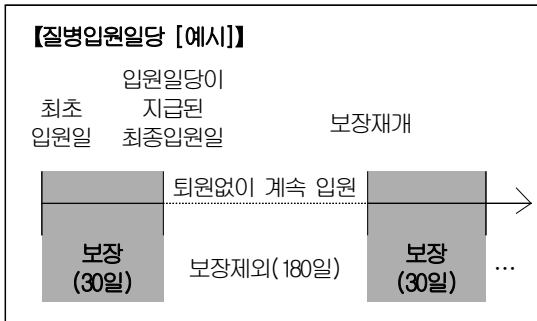 【질병입원일당 [예시]】
최초
입원일
입원일당이
지급된
최종입원일
보장재개
퇴원없이 계속 입원
보장
(30일)
보장제외(180일)
보장
(30일)
…